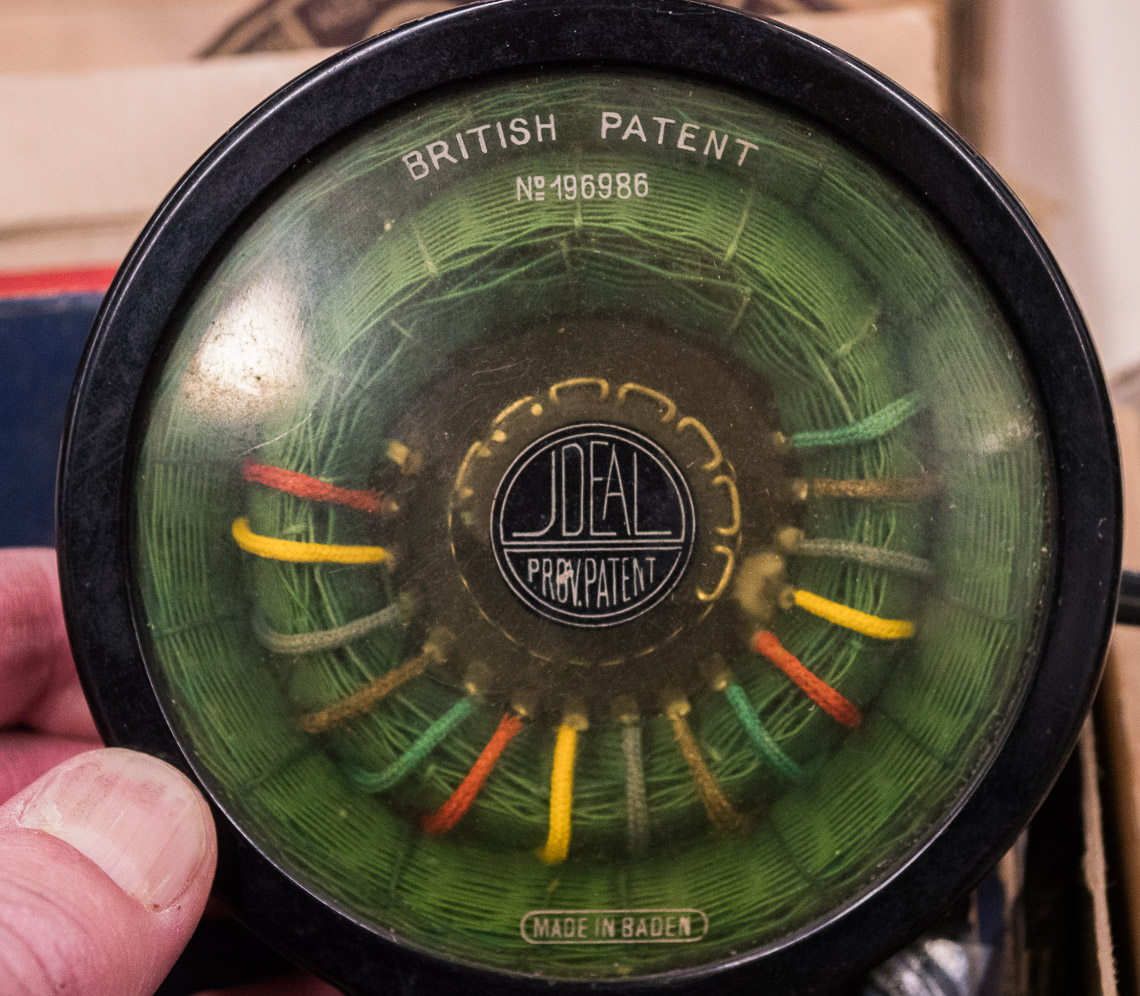 BRITISH PATENT
Nº 196986
JDEAL
PROV. PATENT
MADE IN BADEN